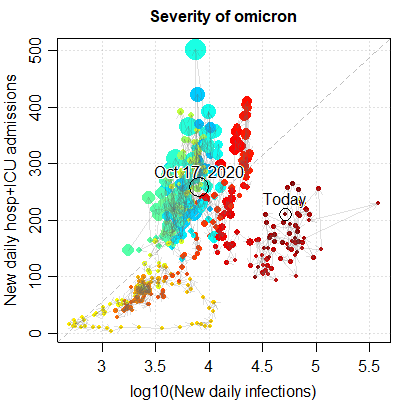 Severity of omicron
New daily hosp+ICU admissions
500
400
300
200
100
0
Oct 17, 2020
Today
3
3.5
4
4.5
5
5.5
log10(New daily infections)